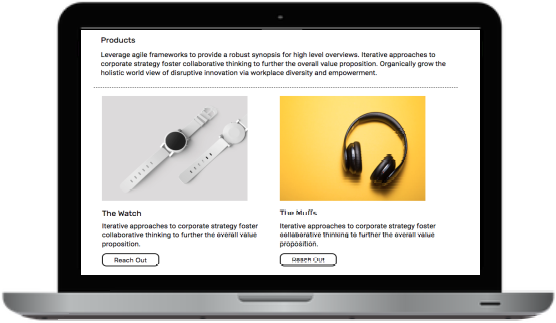 Products
Leverage agile frameworks to provide a robust synopsis for high level overviews. Iterative approaches to
corporate strategy foster collaborative thinking to further the overall value proposition. Organically grow the
holistic world view of disruptive innovation via workplace diversity and empowerment.
The Watch
Iterative approaches to corporate strategy foster
collaborative thinking to further the overall value
proposition.
Reach Out
The Muffs
Iterative approaches to corporate strategy foster
collaborative thinking to further the overall value
proposition.
Reach Out